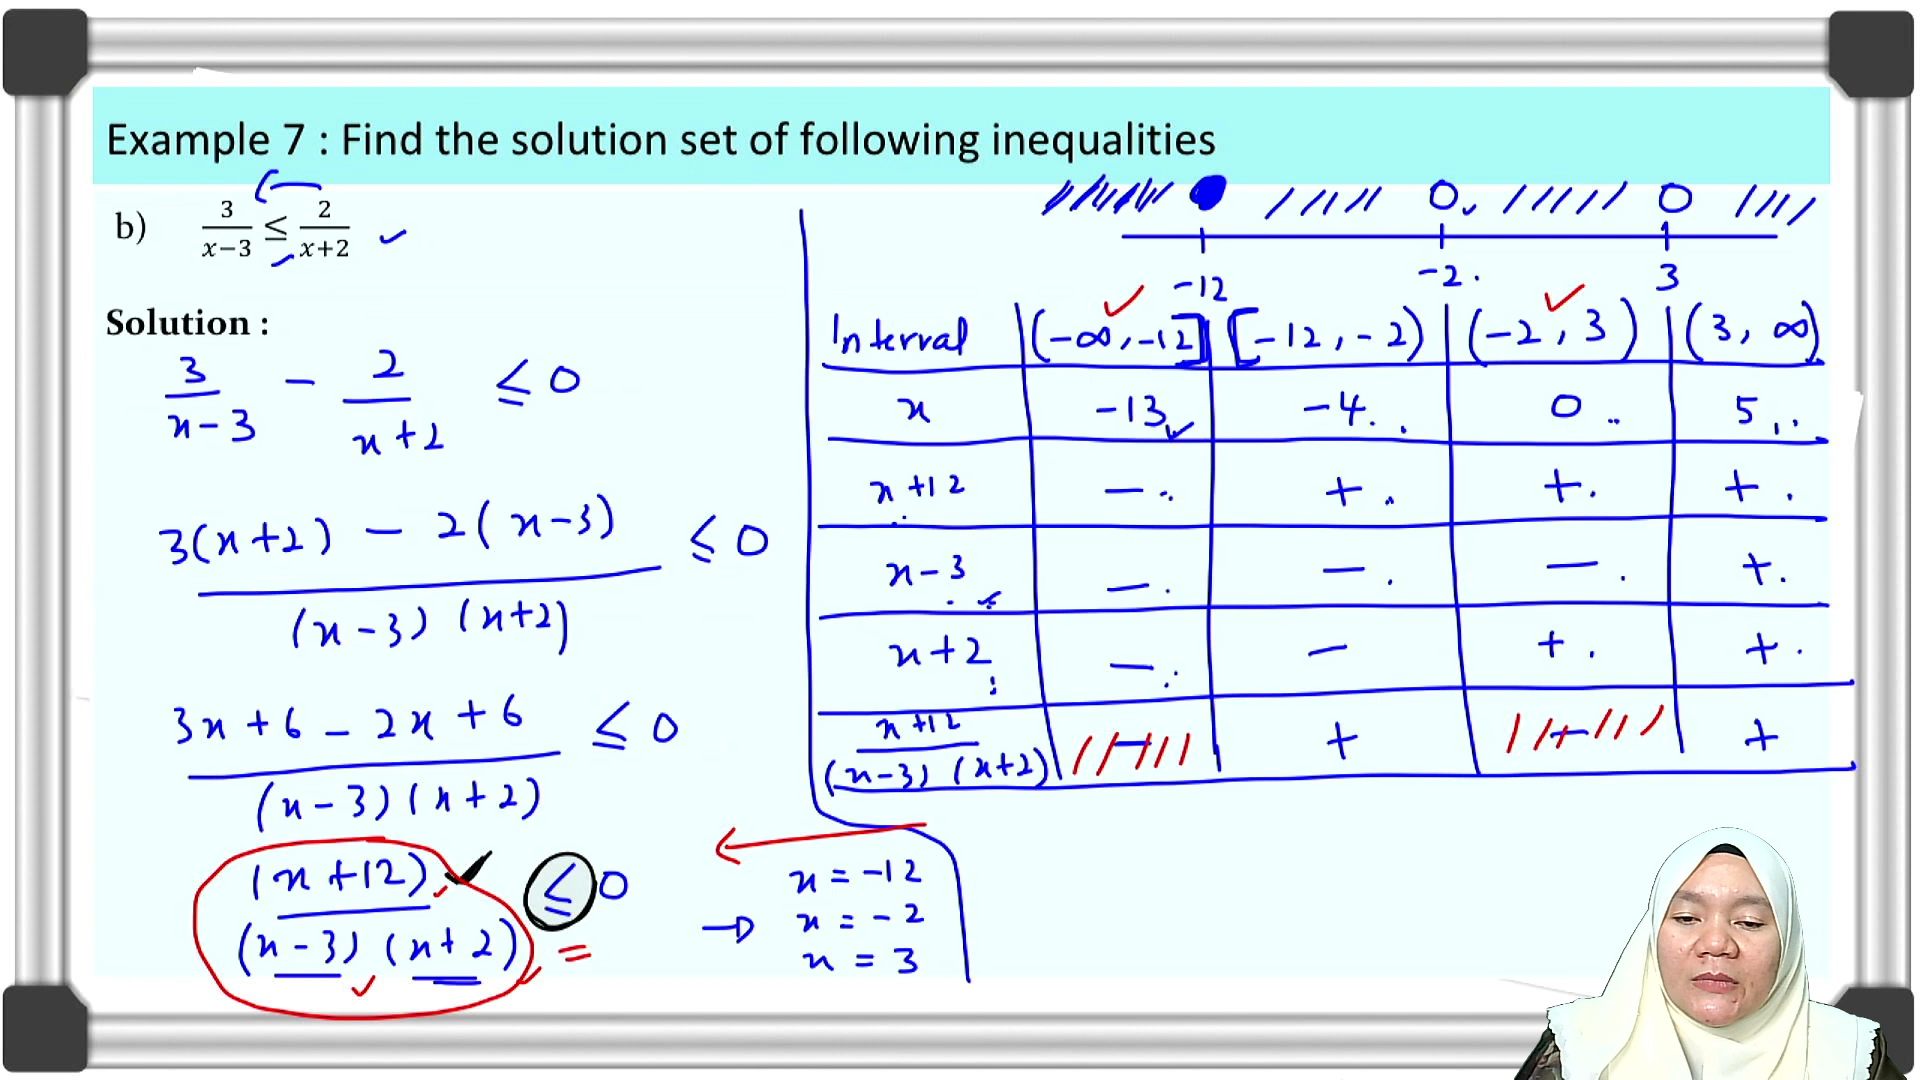 Example 7 : Find the solution set of following inequalities
b) 3/(x−3) ≤ 2/(x+2)
Solution :
3/(x-3) - 2/(x+2) ≤ 0
(3(x+2) - 2(x-3))/((x-3)(x+2)) ≤ 0
(3x+6-2x+6)/((x-3)(x+2)) ≤ 0
(x+12)/((x-3)(x+2)) ≤ 0
=
x = -12
x = -2
x = 3
-12 -2 3
Interval (-∞,-12] [-12,-2) (-2,3) (3,∞)
x -13 -4 0 5
x+12 - + + +
x-3 - - - +
x+2 - - + +
(x+12)/((x-3)(x+2)) - + - +